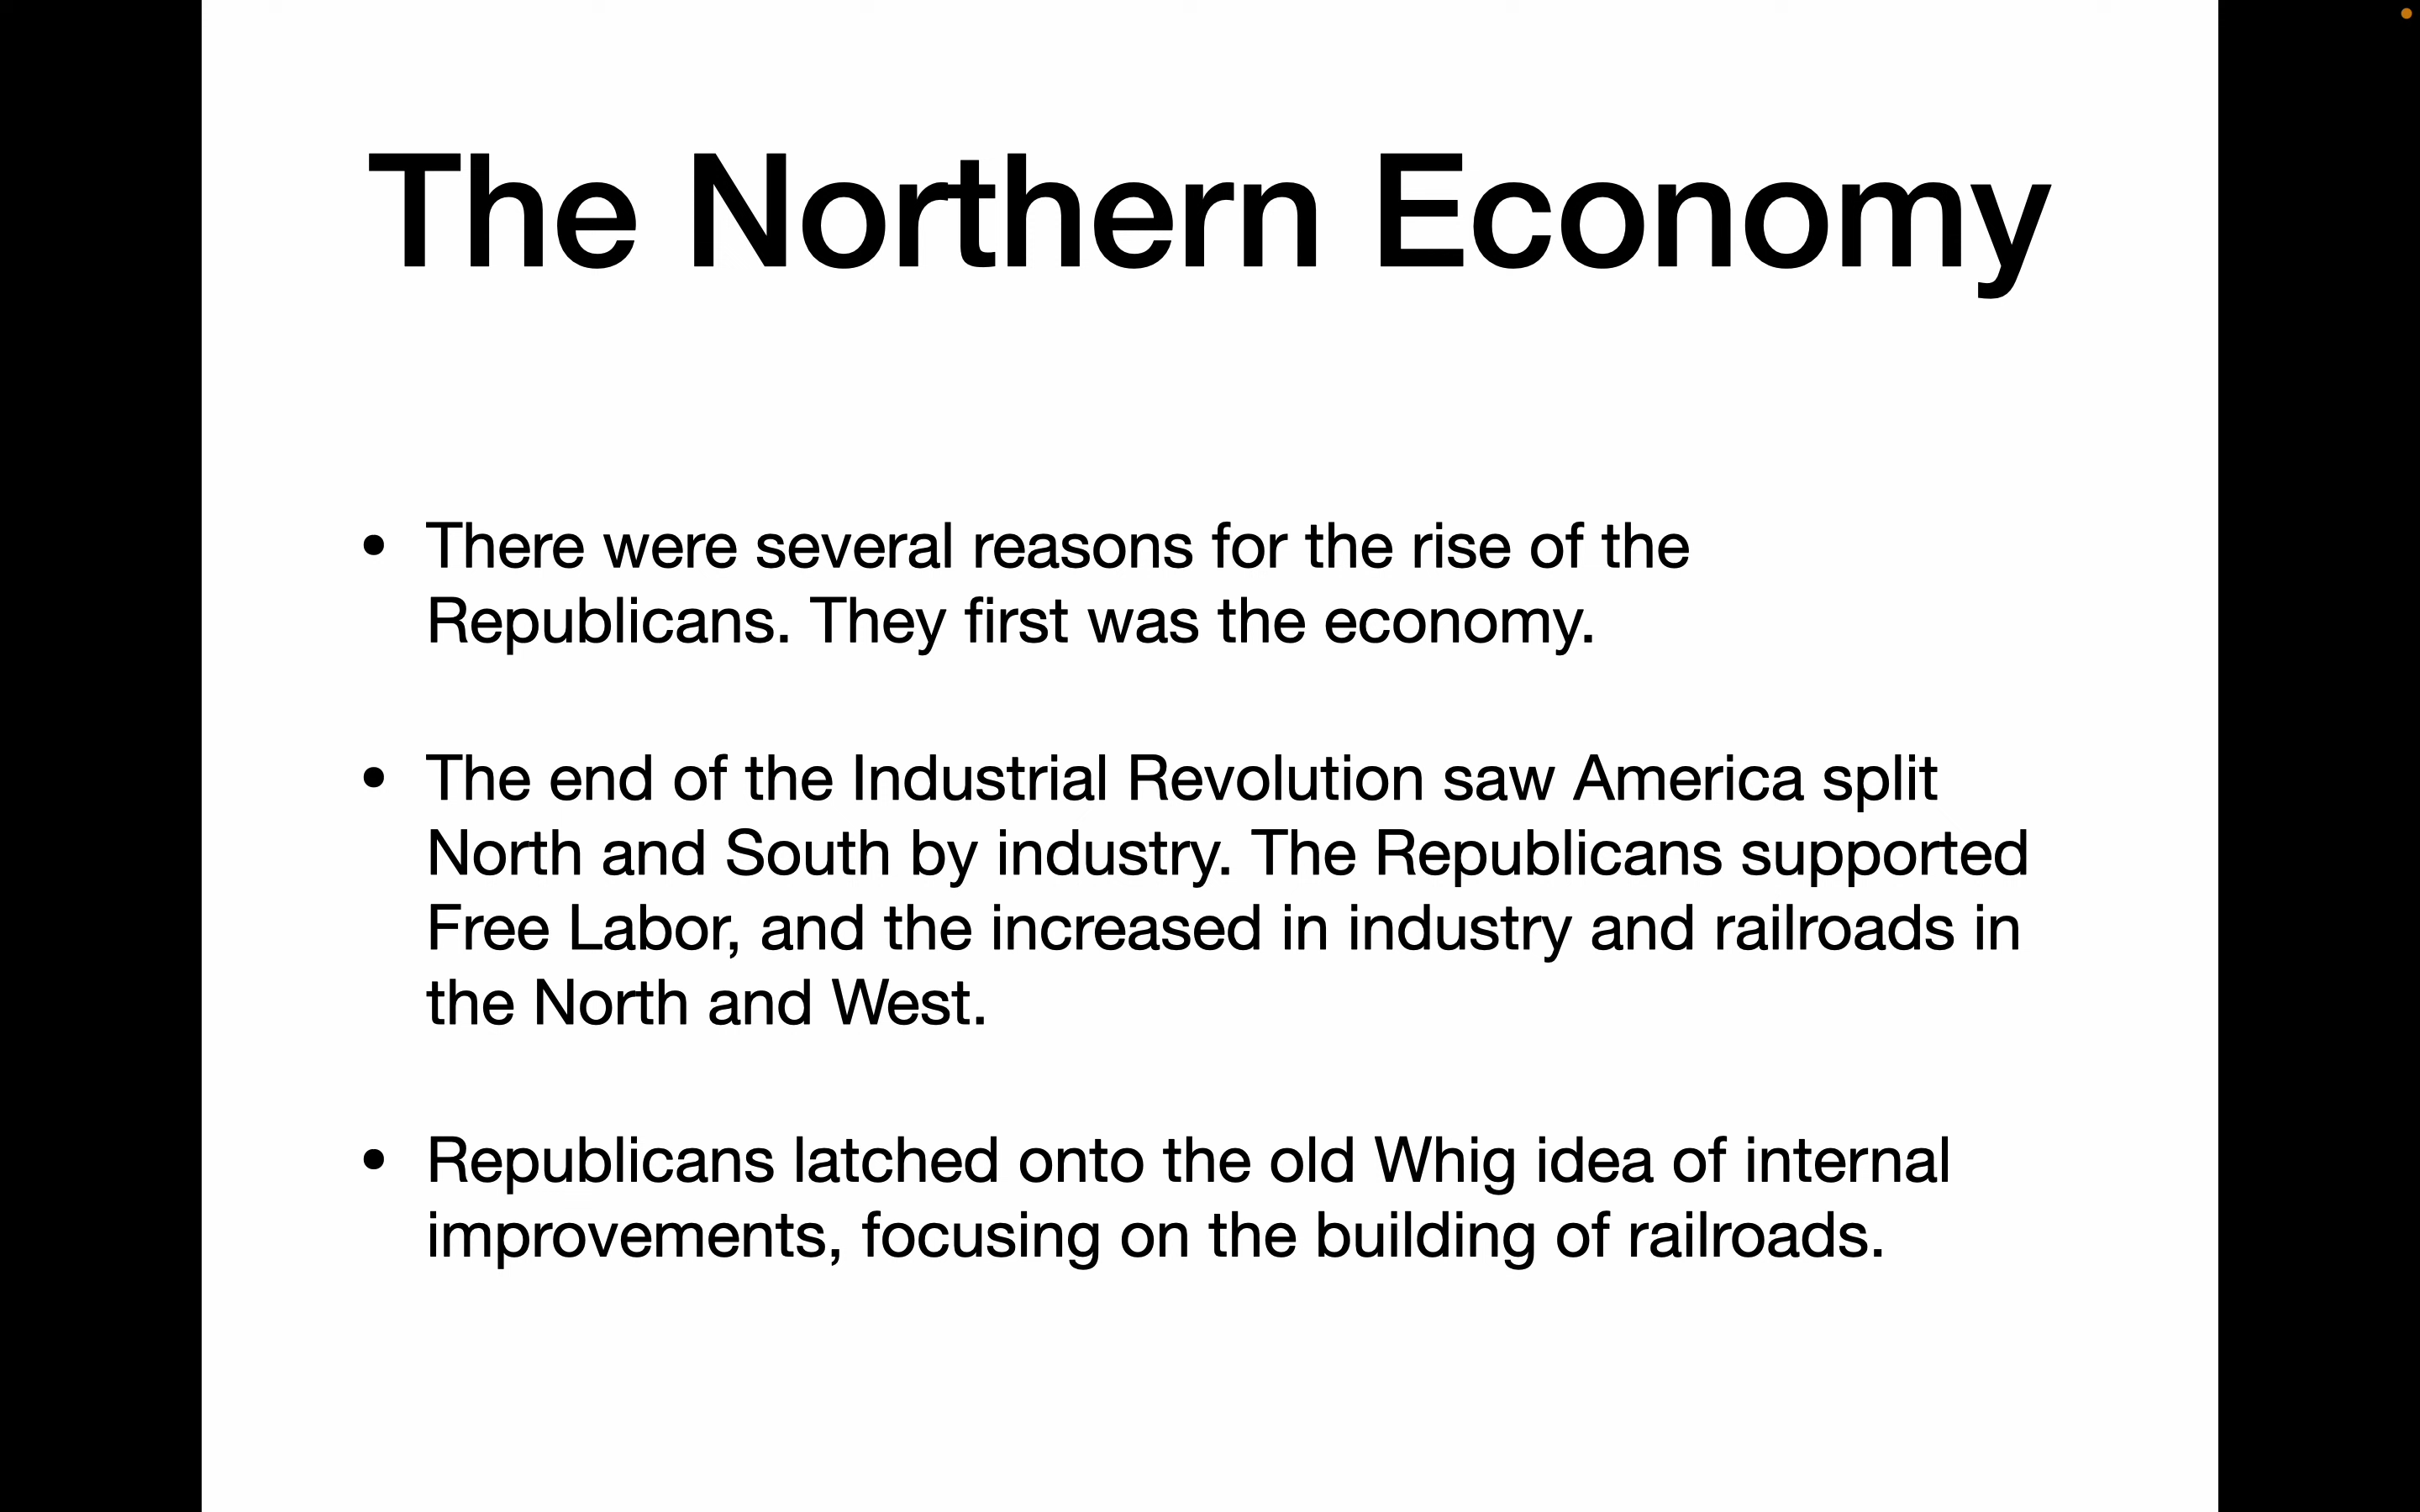 The Northern Economy
• There were several reasons for the rise of the
Republicans. They first was the economy.
• The end of the Industrial Revolution saw America split
North and South by industry. The Republicans supported
Free Labor, and the increased in industry and railroads in
the North and West.
• Republicans latched onto the old Whig idea of internal
improvements, focusing on the building of railroads.